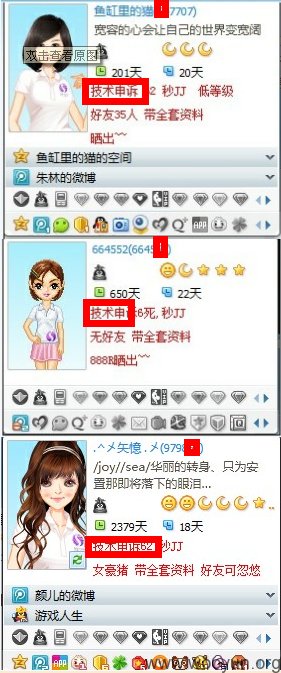 鱼缸里的猫 7707)
宽容的心会让自己的世界变宽阔
双击查看原图
201天 20天
技术申诉 2 秒JJ 低等级
好友35人 带全套资料
晒出~~
鱼缸里的猫的空间
朱林的微博
664552(664
650天 22天
技术申 6死,秒JJ
无好友 带全套资料
888R晒出~~
.^メ矢憶 .メ(979
/joy//sea/华丽的转身、只为安
置那即将落下的眼泪...
2379天 18天
技术申诉62 秒JJ
女豪猪 带全套资料 好友可忽悠
颜儿的微博
游戏人生
www.wooyun.org